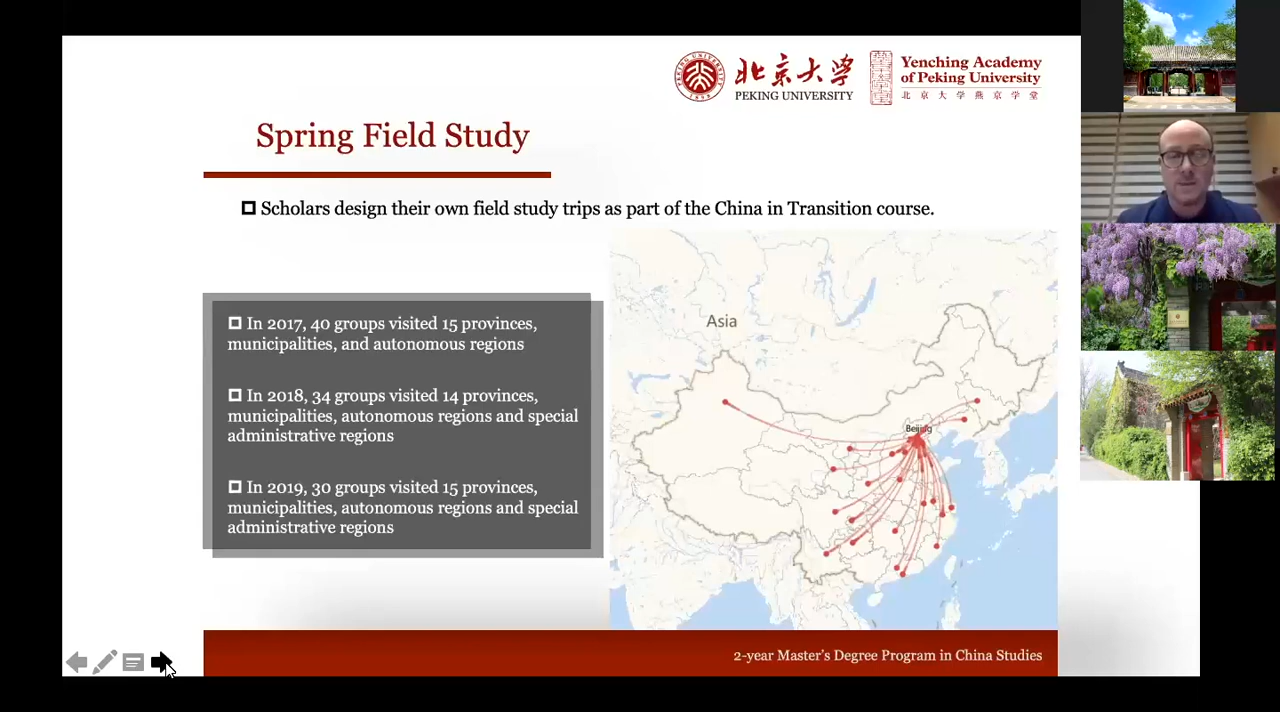 北京大学
PEKING UNIVERSITY
Yenching Academy
of Peking University
北京大学燕京学堂
Spring Field Study
Scholars design their own field study trips as part of the China in Transition course.
In 2017, 40 groups visited 15 provinces,
municipalities, and autonomous regions
In 2018, 34 groups visited 14 provinces,
municipalities, autonomous regions and special
administrative regions
In 2019, 30 groups visited 15 provinces,
municipalities, autonomous regions and special
administrative regions
Asia
Beijing
2-year Master's Degree Program in China Studies